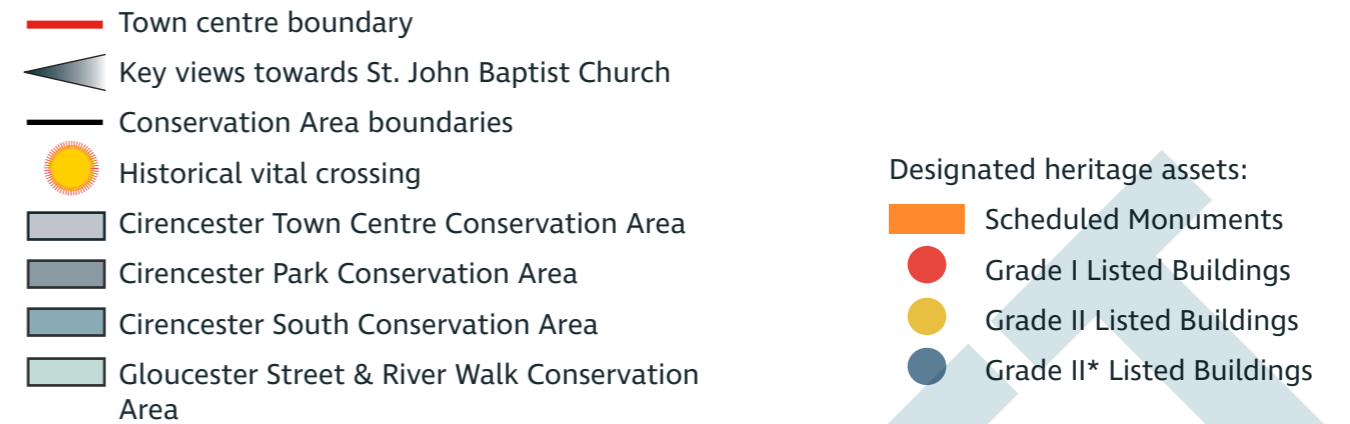 Town centre boundary
Key views towards St. John Baptist Church
Conservation Area boundaries
Historical vital crossing
Cirencester Town Centre Conservation Area
Cirencester Park Conservation Area
Cirencester South Conservation Area
Gloucester Street & River Walk Conservation
Area
Designated heritage assets:
Scheduled Monuments
Grade I Listed Buildings
Grade II Listed Buildings
Grade II* Listed Buildings